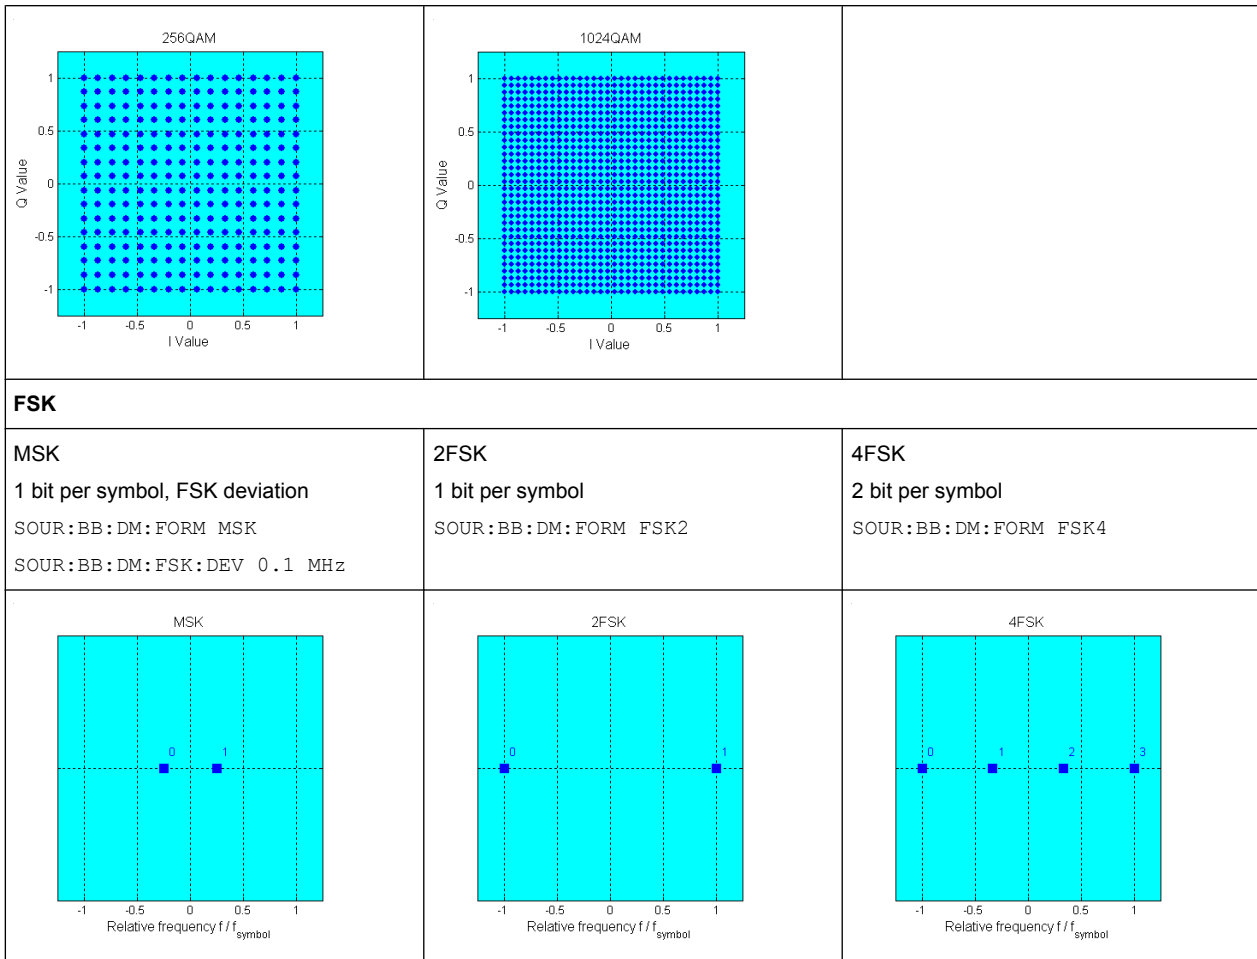 256QAM
1
0.5
0
-0.5
-1
Q Value
-1 -0.5 0 0.5 1
I Value
1024QAM
1
0.5
0
-0.5
-1
Q Value
-1 -0.5 0 0.5 1
I Value
FSK
MSK
1 bit per symbol, FSK deviation
SOUR:BB:DM:FORM MSK
SOUR:BB:DM:FSK:DEV 0.1 MHz
2FSK
1 bit per symbol
SOUR:BB:DM:FORM FSK2
4FSK
2 bit per symbol
SOUR:BB:DM:FORM FSK4
MSK
0 1
-1 -0.5 0 0.5 1
Relative frequency f / f symbol
2FSK
0 1
-1 -0.5 0 0.5 1
Relative frequency f / f symbol
4FSK
0 1 2 3
-1 -0.5 0 0.5 1
Relative frequency f / f symbol